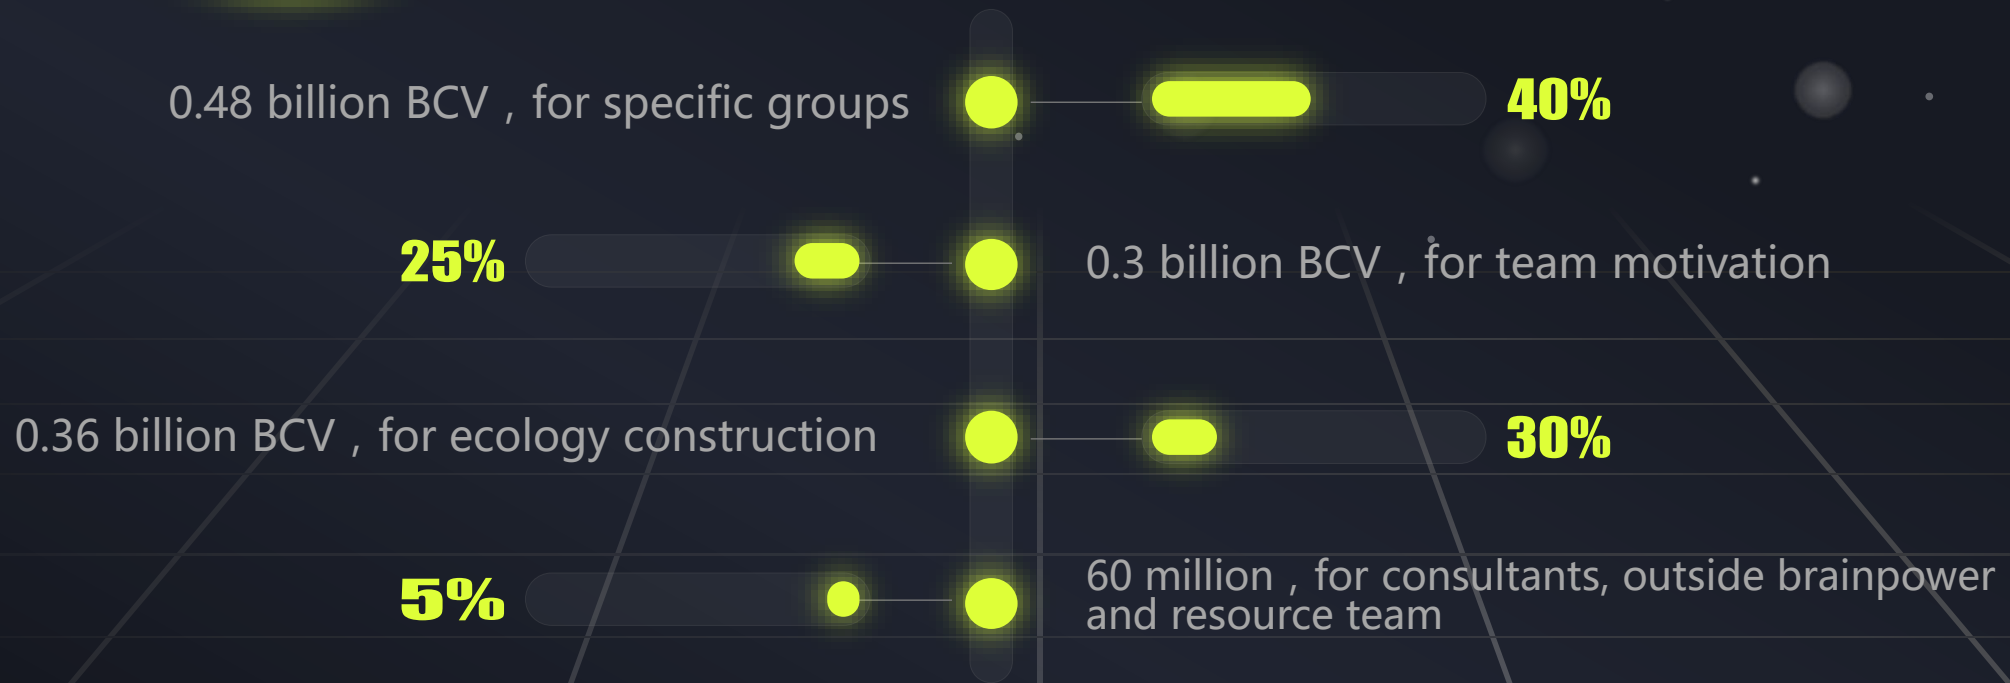 0.48 billion BCV , for specific groups
40%
25%
0.3 billion BCV , for team motivation
0.36 billion BCV , for ecology construction
30%
5%
60 million , for consultants, outside brainpower
and resource team